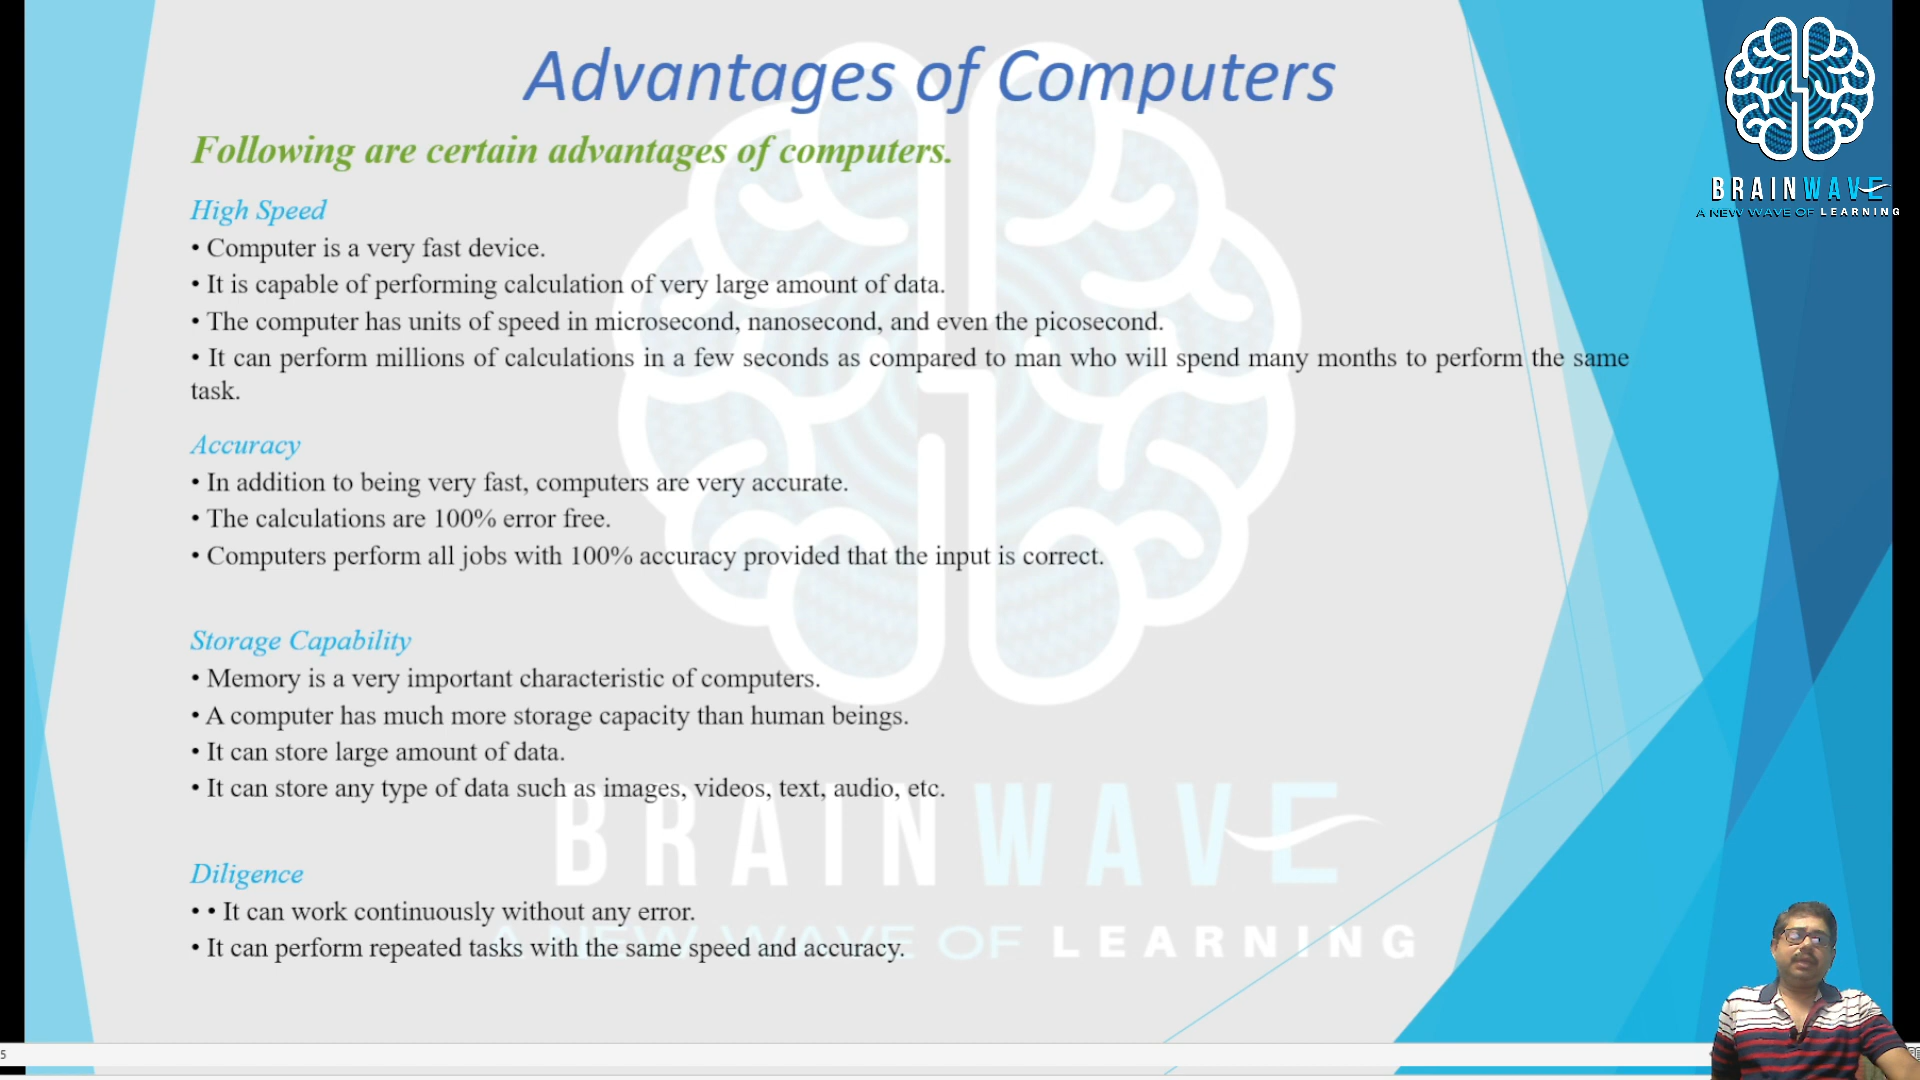 Advantages of Computers
Following are certain advantages of computers.
High Speed
• Computer is a very fast device.
• It is capable of performing calculation of very large amount of data.
• The computer has units of speed in microsecond, nanosecond, and even the picosecond.
• It can perform millions of calculations in a few seconds as compared to man who will spend many months to perform the same
task.
Accuracy
• In addition to being very fast, computers are very accurate.
• The calculations are 100% error free.
• Computers perform all jobs with 100% accuracy provided that the input is correct.
Storage Capability
• Memory is a very important characteristic of computers.
• A computer has much more storage capacity than human beings.
• It can store large amount of data.
• It can store any type of data such as images, videos, text, audio, etc.
Diligence
• • It can work continuously without any error.
• It can perform repeated tasks with the same speed and accuracy.
BRAINWAVE
A NEW WAVE OF LEARNING
BRAINWAVE
A NEW WAVE OF LEARNING
5